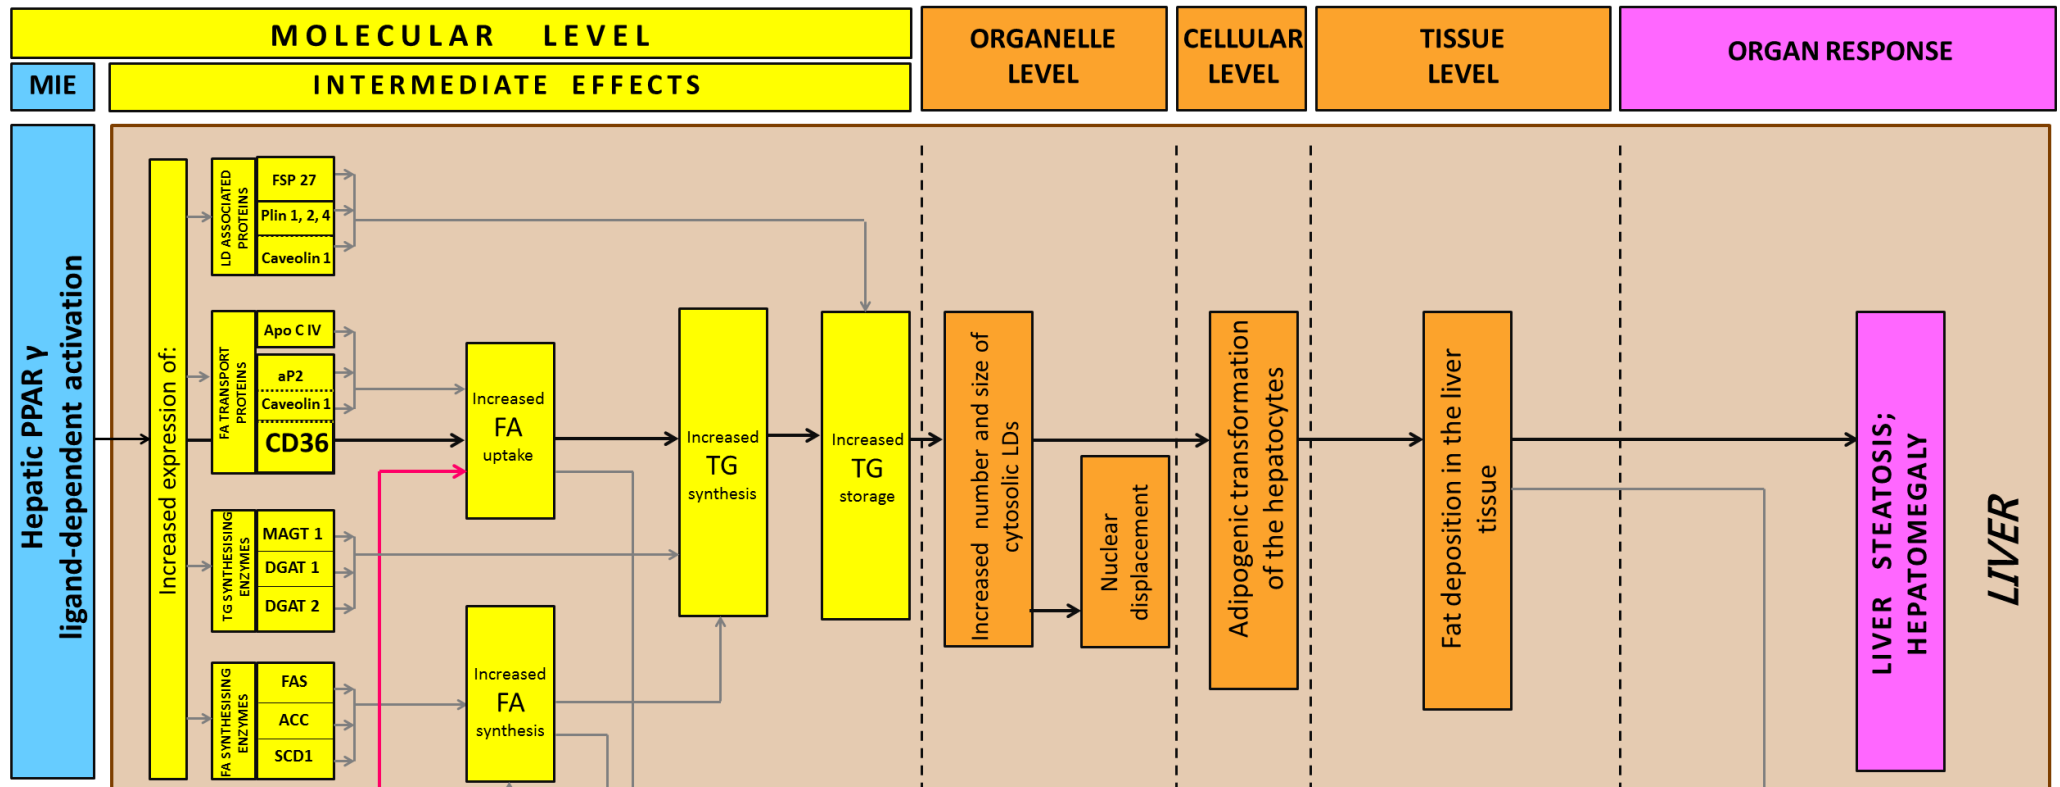 MOLECULAR LEVEL
MIE
INTERMEDIATE EFFECTS
ORGANELLE
LEVEL
CELLULAR
LEVEL
TISSUE
LEVEL
ORGAN RESPONSE
Hepatic PPAR γ
ligand-dependent activation
Increased expression of:
LD ASSOCIATED
PROTEINS
FSP 27
Plin 1, 2, 4
Caveolin 1
FA TRANSPORT
PROTEINS
Apo C IV
aP2
Caveolin 1
CD36
TG SYNTHESISING
ENZYMES
MAGT 1
DGAT 1
DGAT 2
FA SYNTHESISING
ENZYMES
FAS
ACC
SCD1
Increased
FA
uptake
Increased
FA
synthesis
Increased
TG
synthesis
Increased
TG
storage
Increased number and size of
cytosolic LDs
Nuclear
displacement
Adipogenic transformation
of the hepatocytes
Fat deposition in the liver
tissue
LIVER STEATOSIS;
HEPATOMEGALY
LIVER